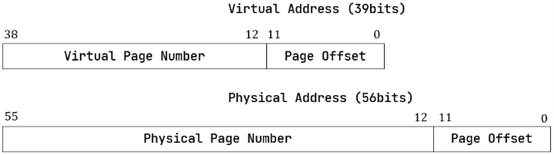 Virtual Address (39bits)
38 12 11 0
Virtual Page Number Page Offset
Physical Address (56bits)
55 12 11 0
Physical Page Number Page Offset